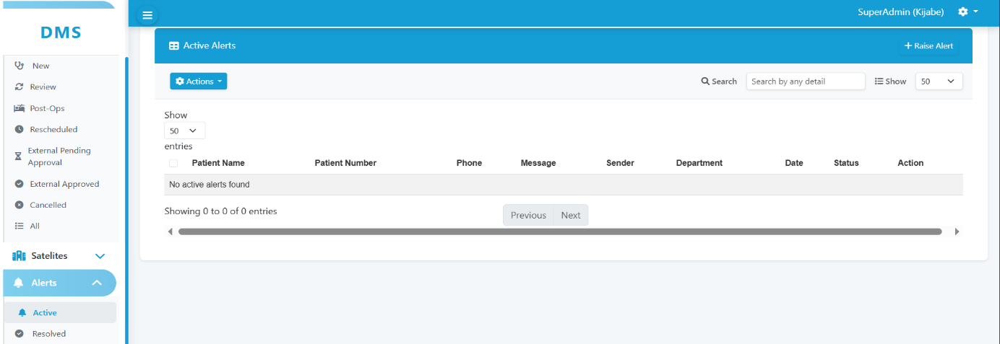 DMS
New
Review
Post-Ops
Rescheduled
External Pending
Approval
External Approved
Cancelled
All
Satelites
Alerts
Active
Resolved
SuperAdmin (Kijabe)
Active Alerts
Raise Alert
Actions
Search
Search by any detail
Show
50
Show
50
entries
Patient Name Patient Number Phone Message Sender Department Date Status Action
No active alerts found
Showing 0 to 0 of 0 entries
Previous Next